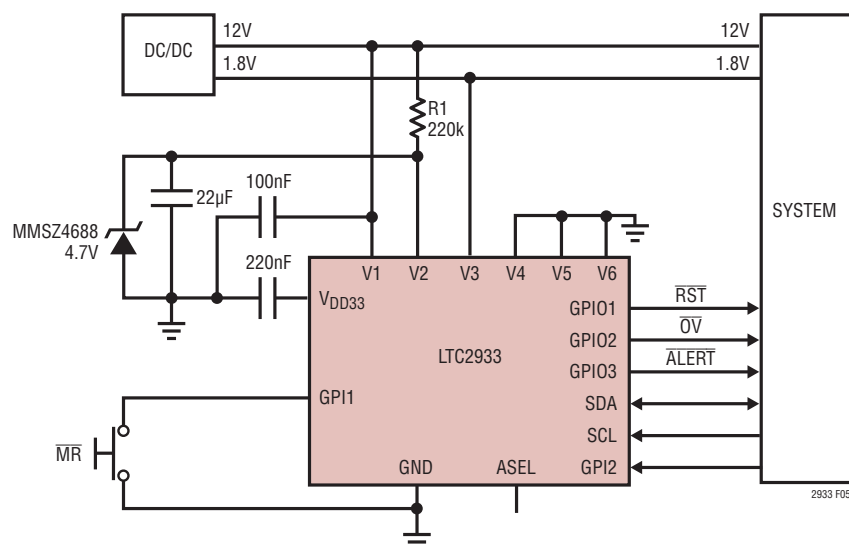 12V
12V
DC/DC
1.8V
1.8V
R1
220k
100nF
22µF
MMSZ4688
4.7V
SYSTEM
220nF
V1 V2 V3 V4 V5 V6
VDD33
GPIO1
RST
GPIO2
OV
LTC2933
GPIO3
ALERT
GPI1
SDA
SCL
MR
GND
ASEL
GPI2
2933 F05